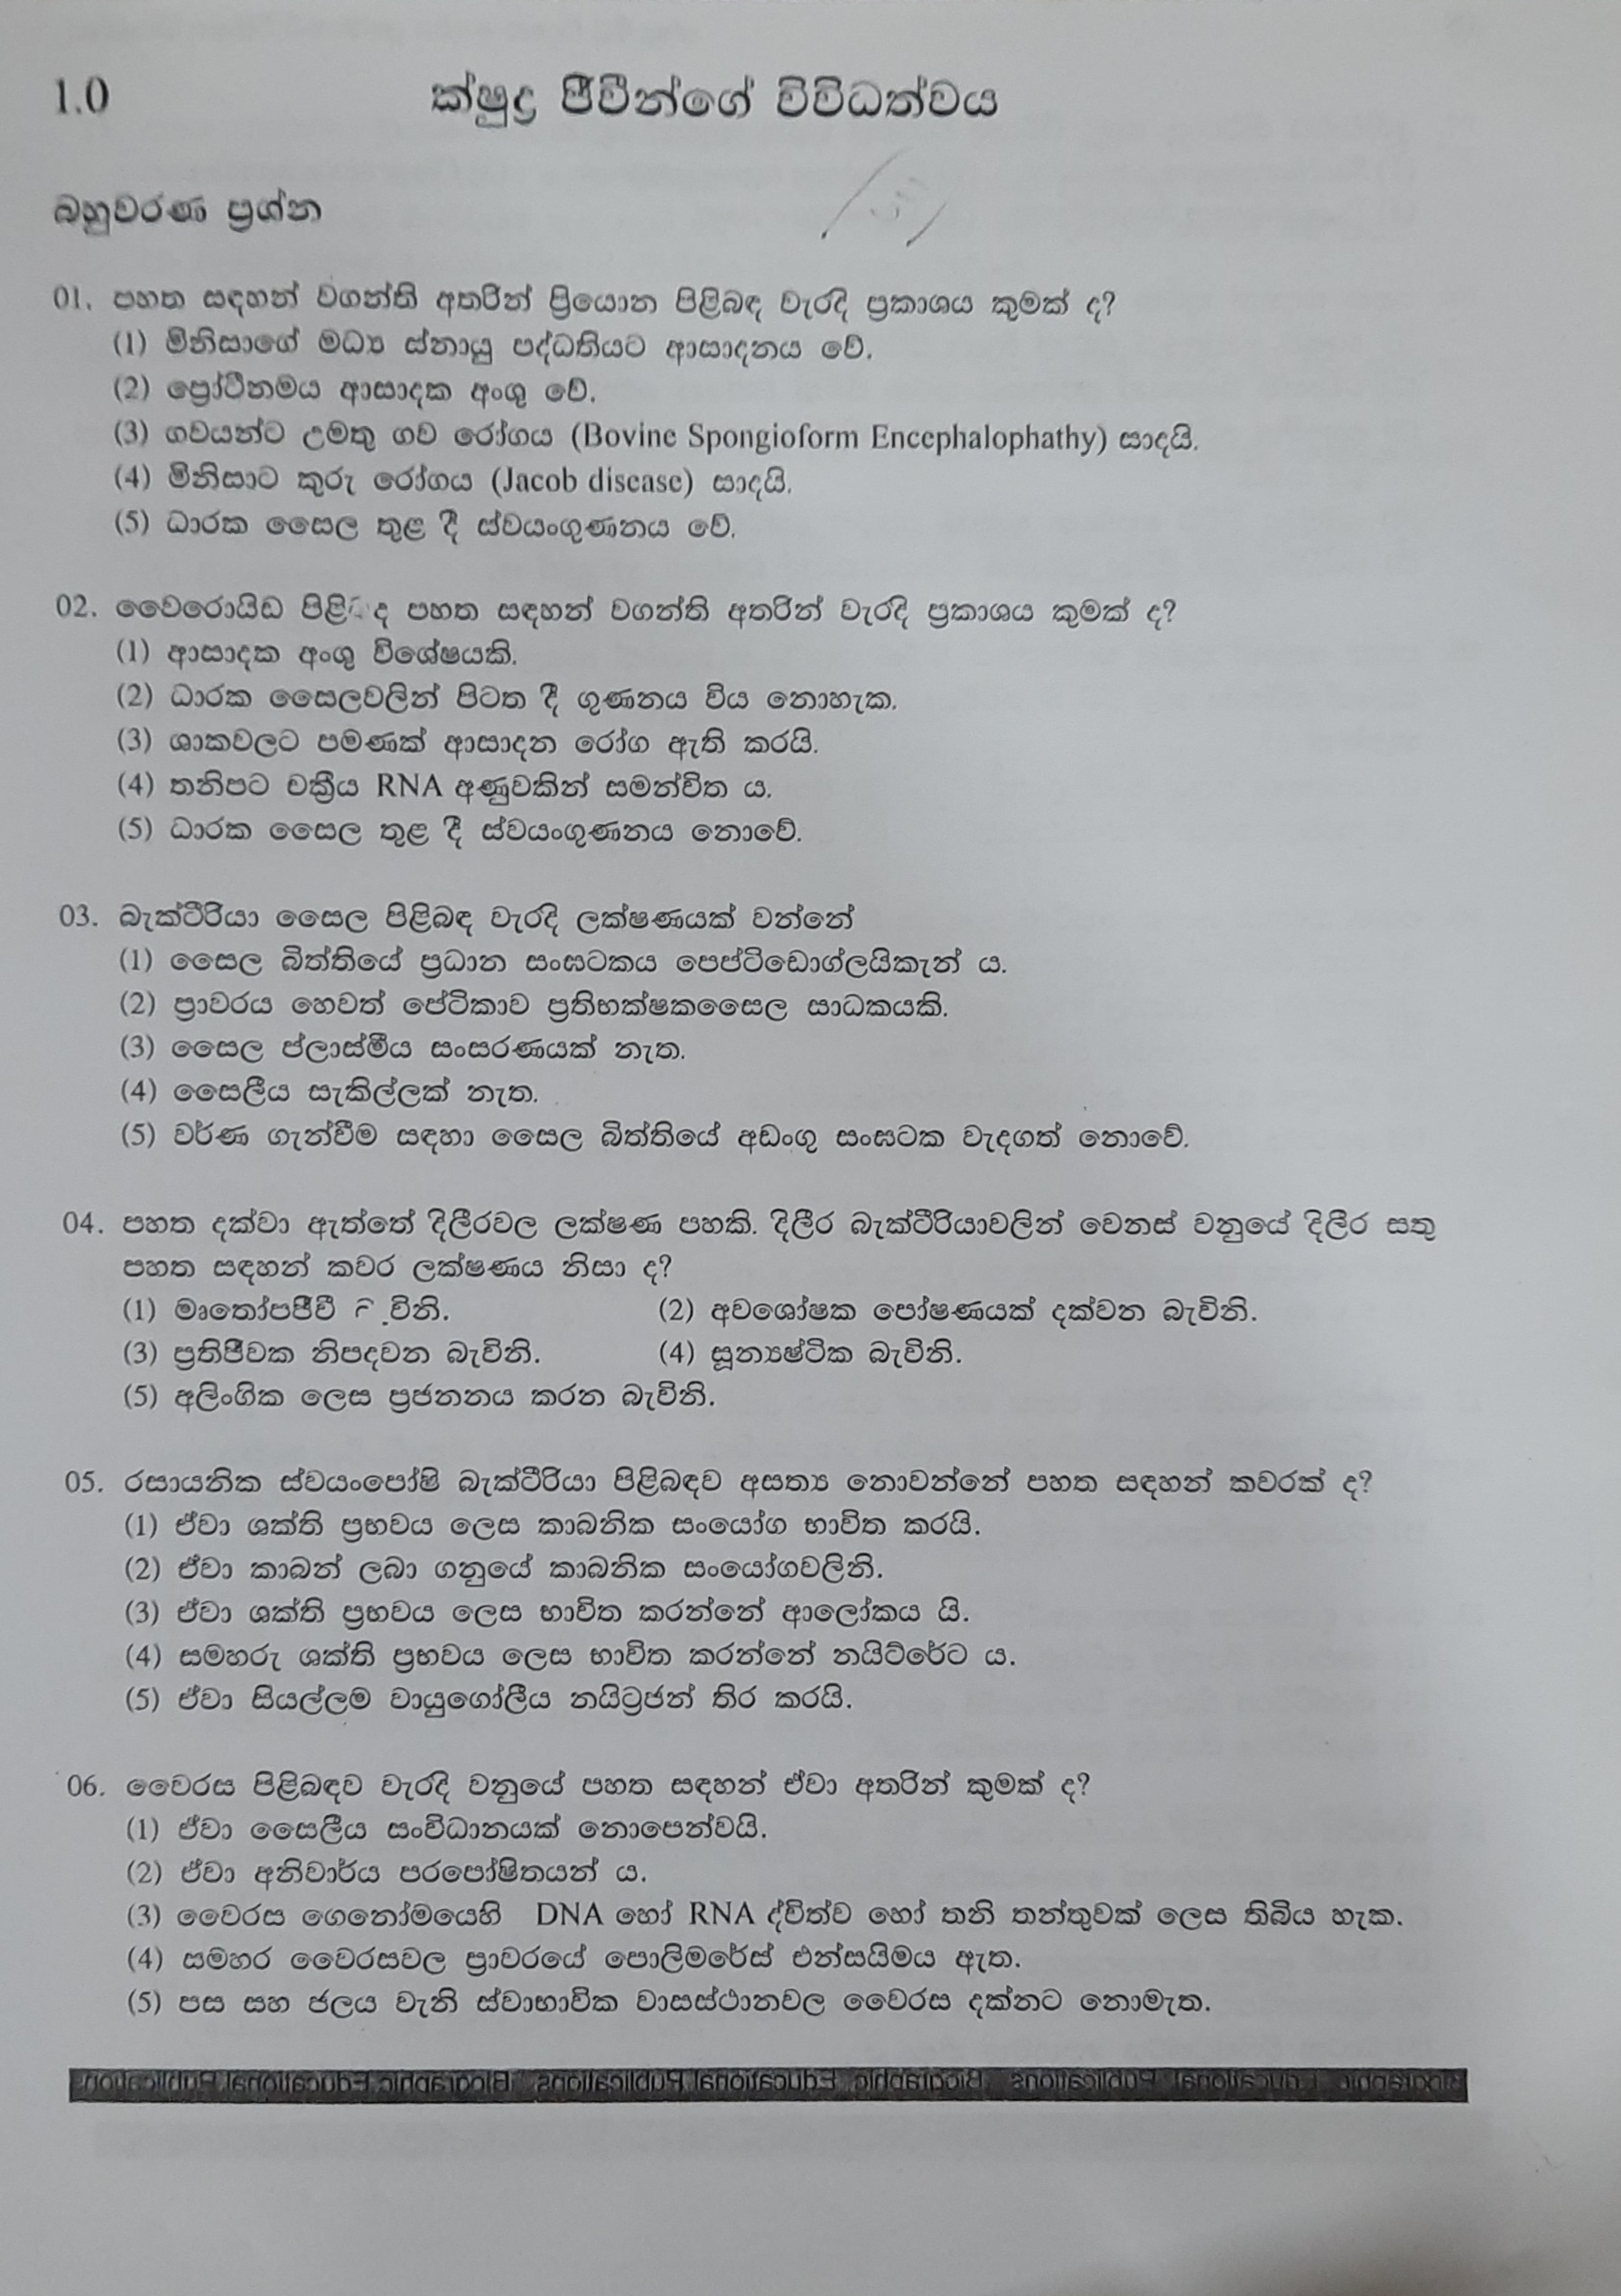 1.0 ක්ෂුද්‍ර ජීවීන්ගේ විවිධත්වය
බහුවරණ ප්‍රශ්න
01. පහත සඳහන් වගන්ති අතරින් ප්‍රියොන පිළිබඳ වැරදි ප්‍රකාශය කුමක් ද?
(1) මිනිසාගේ මධ්‍ය ස්නායු පද්ධතියට ආසාදනය වේ.
(2) ප්‍රෝටීනමය ආසාදක අංශු වේ.
(3) ගවයන්ට උමතු ගව රෝගය (Bovine Spongioform Encephalophathy) සාදයි.
(4) මිනිසාට කුරු රෝගය (Jacob disease) සාදයි.
(5) ධාරක සෛල තුළ දී ස්වයංගුණනය වේ.
02. වෛරොයිඩ පිළිබඳ පහත සඳහන් වගන්ති අතරින් වැරදි ප්‍රකාශය කුමක් ද?
(1) ආසාදක අංශු විශේෂයකි.
(2) ධාරක සෛලවලින් පිටත දී ගුණනය විය නොහැක.
(3) ශාකවලට පමණක් ආසාදන රෝග ඇති කරයි.
(4) තනිපට චක්‍රීය RNA අණුවකින් සමන්විත ය.
(5) ධාරක සෛල තුළ දී ස්වයංගුණනය නොවේ.
03. බැක්ටීරියා සෛල පිළිබඳ වැරදි ලක්ෂණයක් වන්නේ
(1) සෛල බිත්තියේ ප්‍රධාන සංඝටකය පෙප්ටිඩොග්ලයිකැන් ය.
(2) ප්‍රාවරය හෙවත් පේටිකාව ප්‍රතිභක්ෂකසෛල සාධකයකි.
(3) සෛල ප්ලාස්මීය සංසරණයක් නැත.
(4) සෛලීය සැකිල්ලක් නැත.
(5) වර්ණ ගැන්වීම සඳහා සෛල බිත්තියේ අඩංගු සංඝටක වැදගත් නොවේ.
04. පහත දක්වා ඇත්තේ දිලීරවල ලක්ෂණ පහකි. දිලීර බැක්ටීරියාවලින් වෙනස් වනුයේ දිලීර සතු
පහත සඳහන් කවර ලක්ෂණය නිසා ද?
(1) මෘතෝපජීවී විනි. (2) අවශෝෂක පෝෂණයක් දක්වන බැවිනි.
(3) ප්‍රතිජීවක නිපදවන බැවිනි. (4) සූන්‍යෂ්ටික බැවිනි.
(5) අලිංගික ලෙස ප්‍රජනනය කරන බැවිනි.
05. රසායනික ස්වයංපෝෂි බැක්ටීරියා පිළිබඳව අසත්‍ය නොවන්නේ පහත සඳහන් කවරක් ද?
(1) ඒවා ශක්ති ප්‍රභවය ලෙස කාබනික සංයෝග භාවිත කරයි.
(2) ඒවා කාබන් ලබා ගනුයේ කාබනික සංයෝගවලිනි.
(3) ඒවා ශක්ති ප්‍රභවය ලෙස භාවිත කරන්නේ ආලෝකය යි.
(4) සමහරු ශක්ති ප්‍රභවය ලෙස භාවිත කරන්නේ නයිට්රේට ය.
(5) ඒවා සියල්ලම වායුගෝලීය නයිට්‍රජන් තිර කරයි.
06. වෛරස පිළිබඳව වැරදි වනුයේ පහත සඳහන් ඒවා අතරින් කුමක් ද?
(1) ඒවා සෛලීය සංවිධානයක් නොපෙන්වයි.
(2) ඒවා අනිවාර්ය පරපෝෂිතයන් ය.
(3) වෛරස ගෙනෝමයෙහි DNA හෝ RNA ද්විත්ව හෝ තනි තන්තුවක් ලෙස තිබිය හැක.
(4) සමහර වෛරසවල ප්‍රාවරයේ පොලිමරේස් එන්සයිමය ඇත.
(5) පස සහ ජලය වැනි ස්වාභාවික වාසස්ථානවල වෛරස දක්නට නොමැත.
Biographic Educational Publications Biographic Educational Publications Biographic Educational Publications